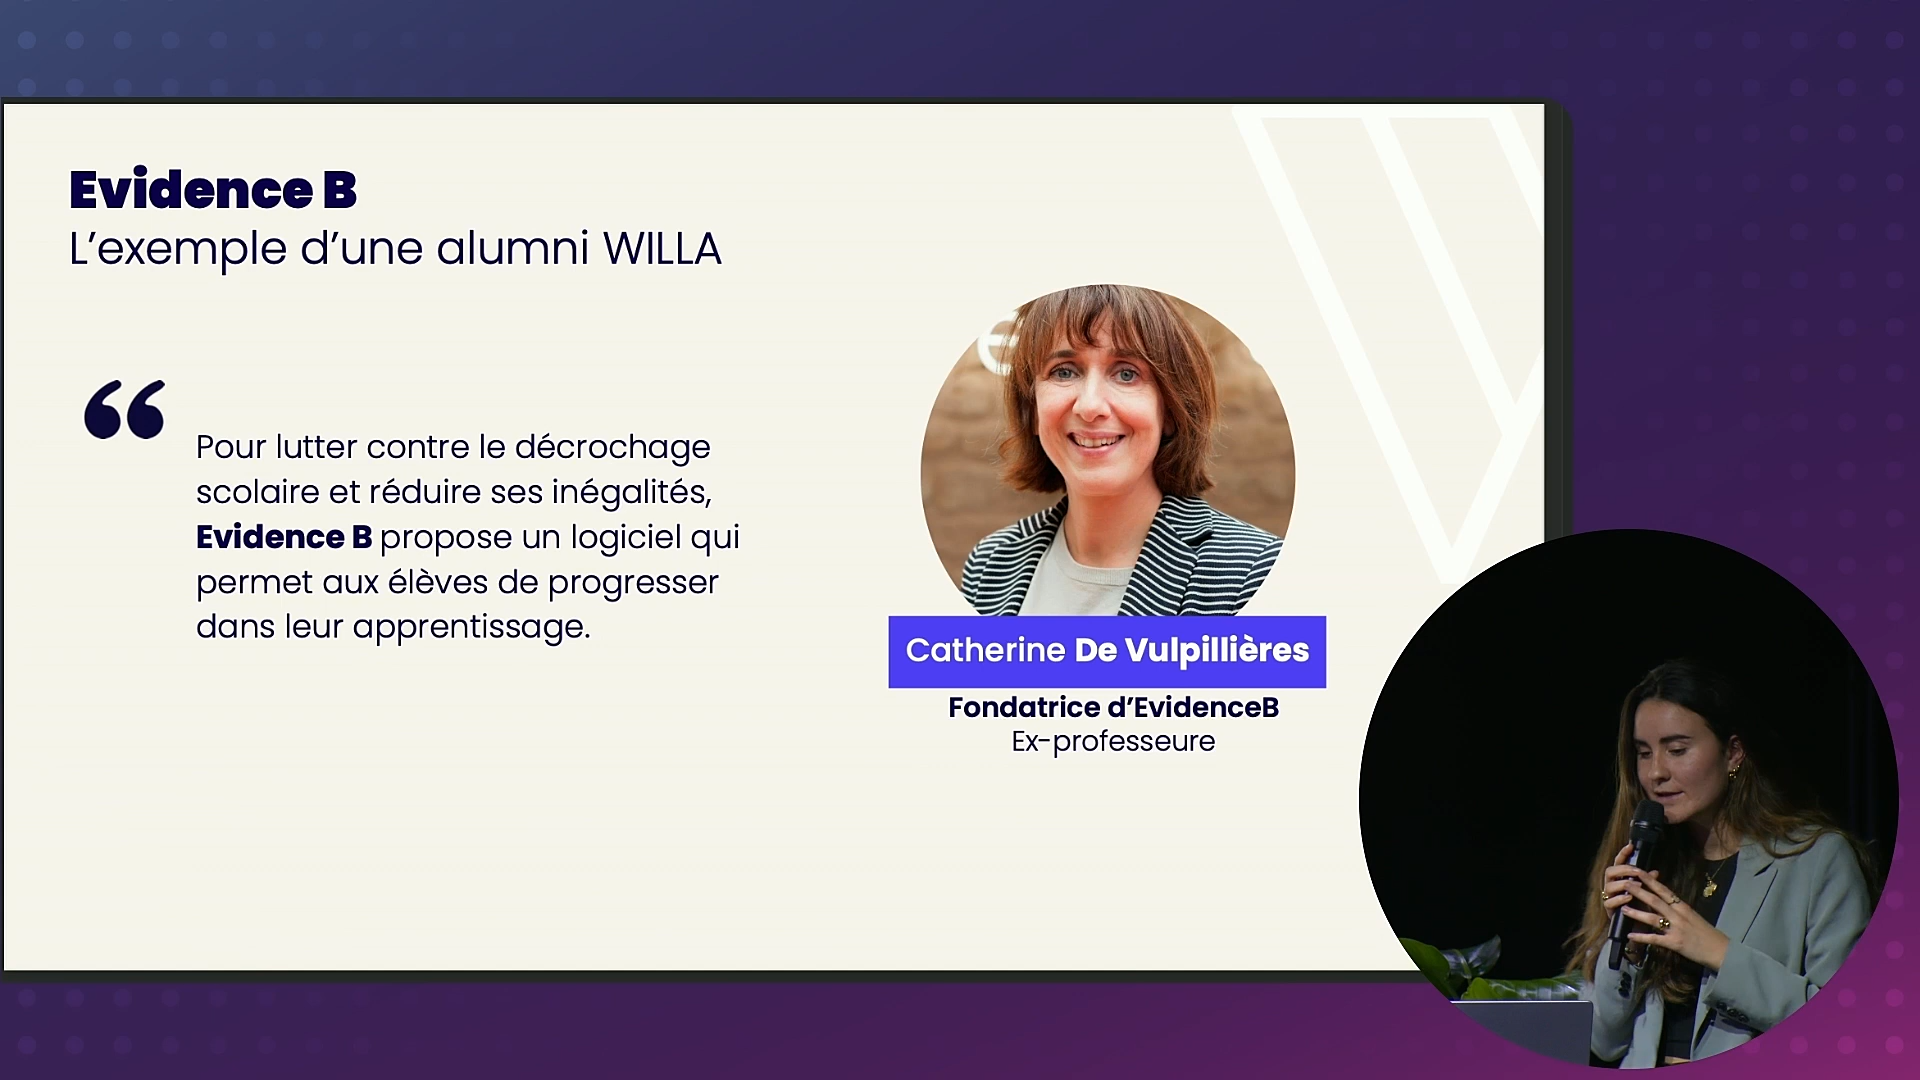 Evidence B
L’exemple d’une alumni WILLA
“
Pour lutter contre le décrochage
scolaire et réduire ses inégalités,
Evidence B propose un logiciel qui
permet aux élèves de progresser
dans leur apprentissage.
Catherine De Vulpillières
Fondatrice d’EvidenceB
Ex-professeure